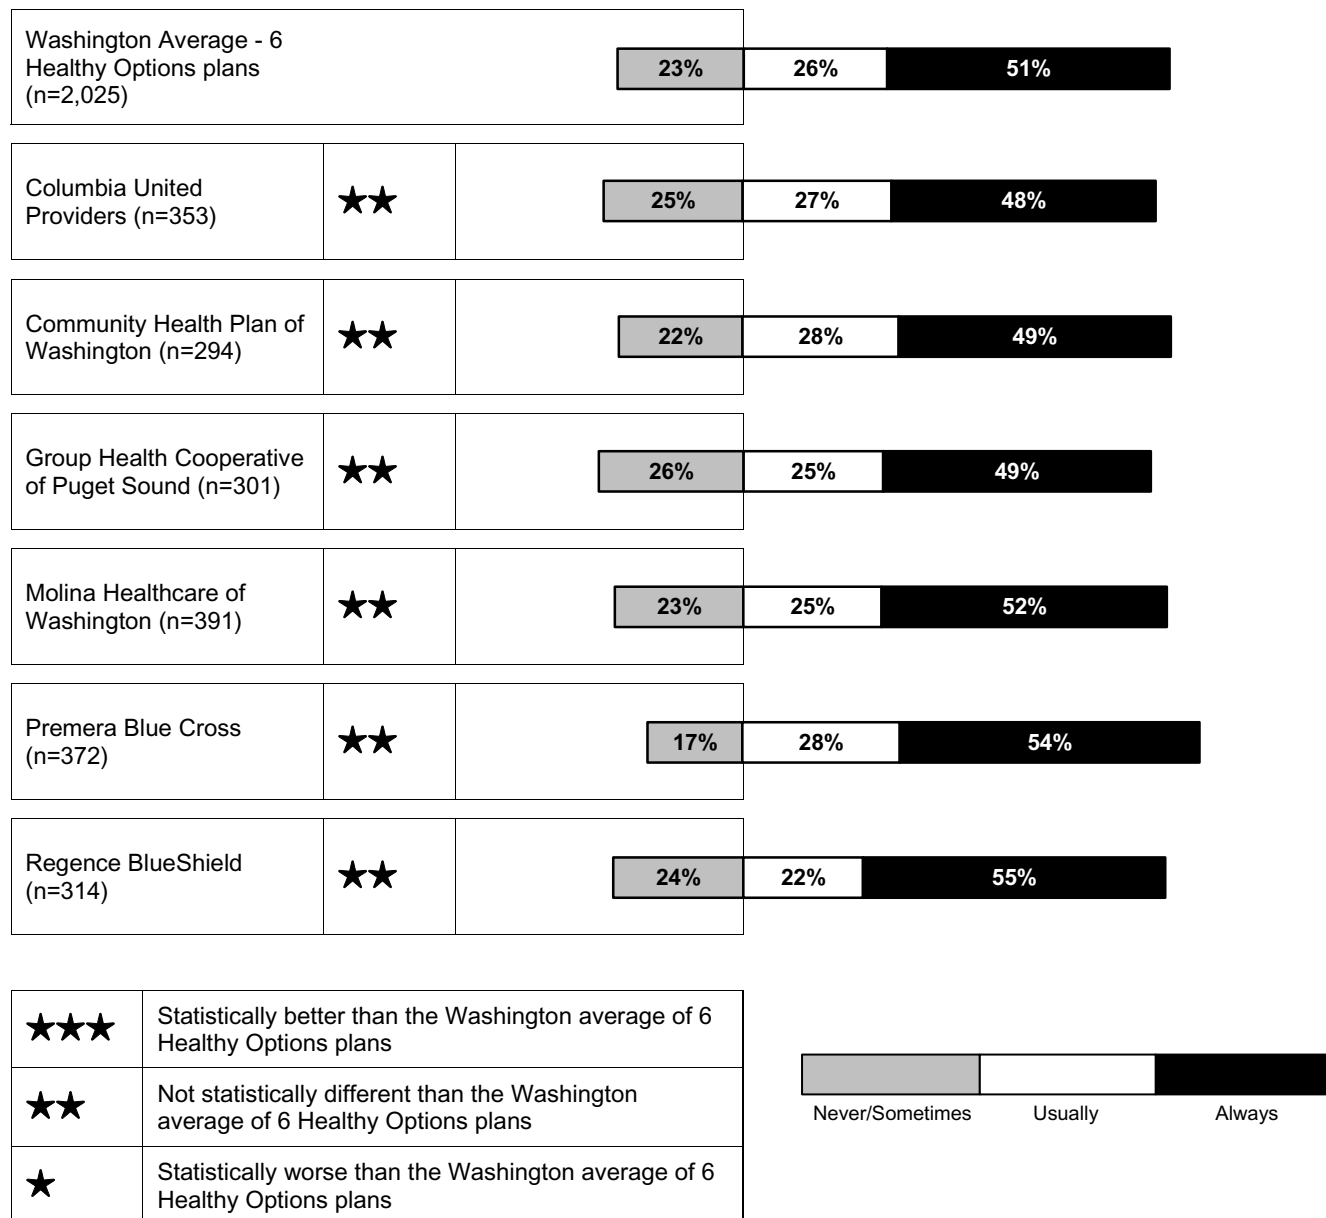 Washington Average - 6
Healthy Options plans
(n=2,025)
23% 26% 51%
Columbia United
Providers (n=353)
★★
25% 27% 48%
Community Health Plan of
Washington (n=294)
★★
22% 28% 49%
Group Health Cooperative
of Puget Sound (n=301)
★★
26% 25% 49%
Molina Healthcare of
Washington (n=391)
★★
23% 25% 52%
Premera Blue Cross
(n=372)
★★
17% 28% 54%
Regence BlueShield
(n=314)
★★
24% 22% 55%
★★★
Statistically better than the Washington average of 6
Healthy Options plans
★★
Not statistically different than the Washington
average of 6 Healthy Options plans
★
Statistically worse than the Washington average of 6
Healthy Options plans
Never/Sometimes Usually Always